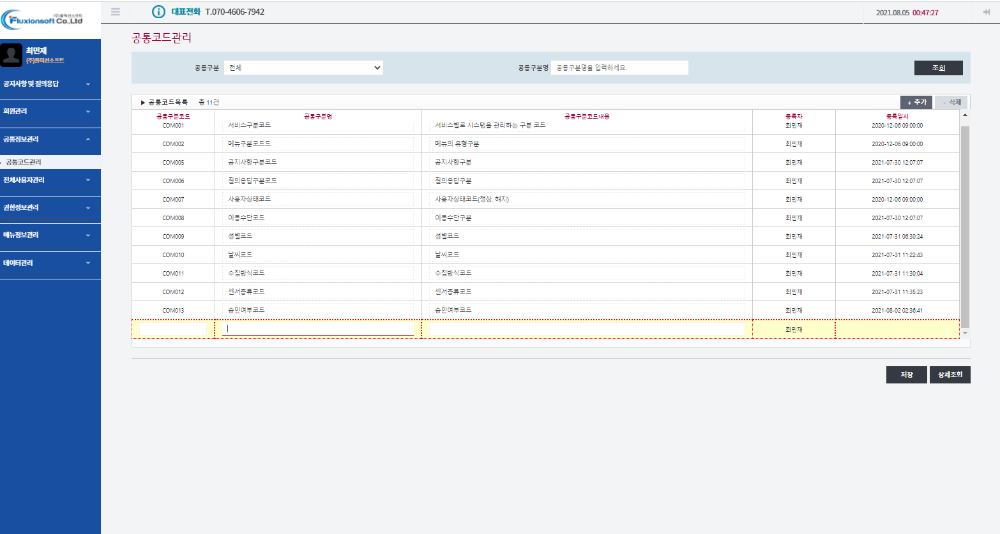 (주)플럭션소프트
Fluxionsoft Co.,Ltd
대표전화 T.070-4606-7942
2021.08.05 00:47:27
최민재
(주)플럭션소프트
공지사항 및 질의응답
회원관리
공통정보관리
공통코드관리
전체사용자관리
권한정보관리
메뉴정보관리
데이터관리
공통코드관리
공통구분 전체
공통구분명 공통구분명을 입력하세요.
조회
▶ 공통코드목록 총 11건
+ 추가 - 삭제
공통구분코드 공통구분명 공통구분코드내용 등록자 등록일시
COM001 서비스구분코드 서비스별로 시스템을 관리하는 구분 코드 최민재 2020-12-06 09:00:00
COM002 메뉴구분코드드 메뉴의 유형구분 최민재 2020-12-06 09:00:00
COM005 공지사항구분코드 공지사항구분 최민재 2021-07-30 12:07:07
COM006 질의응답구분코드 질의응답구분 최민재 2021-07-30 12:07:07
COM007 사용자상태코드 사용자상태코드(정상, 해지) 최민재 2020-12-06 09:00:00
COM008 이동수단코드 이동수단구분 최민재 2021-07-30 12:07:07
COM009 성별코드 성별코드 최민재 2021-07-31 06:30:24
COM010 날씨코드 날씨코드 최민재 2021-07-31 11:22:43
COM011 수집방식코드 수집방식코드 최민재 2021-07-31 11:30:04
COM012 센서종류코드 센서종류코드 최민재 2021-07-31 11:35:23
COM013 승인여부코드 승인여부코드 최민재 2021-08-02 02:36:41
최민재
저장 상세조회